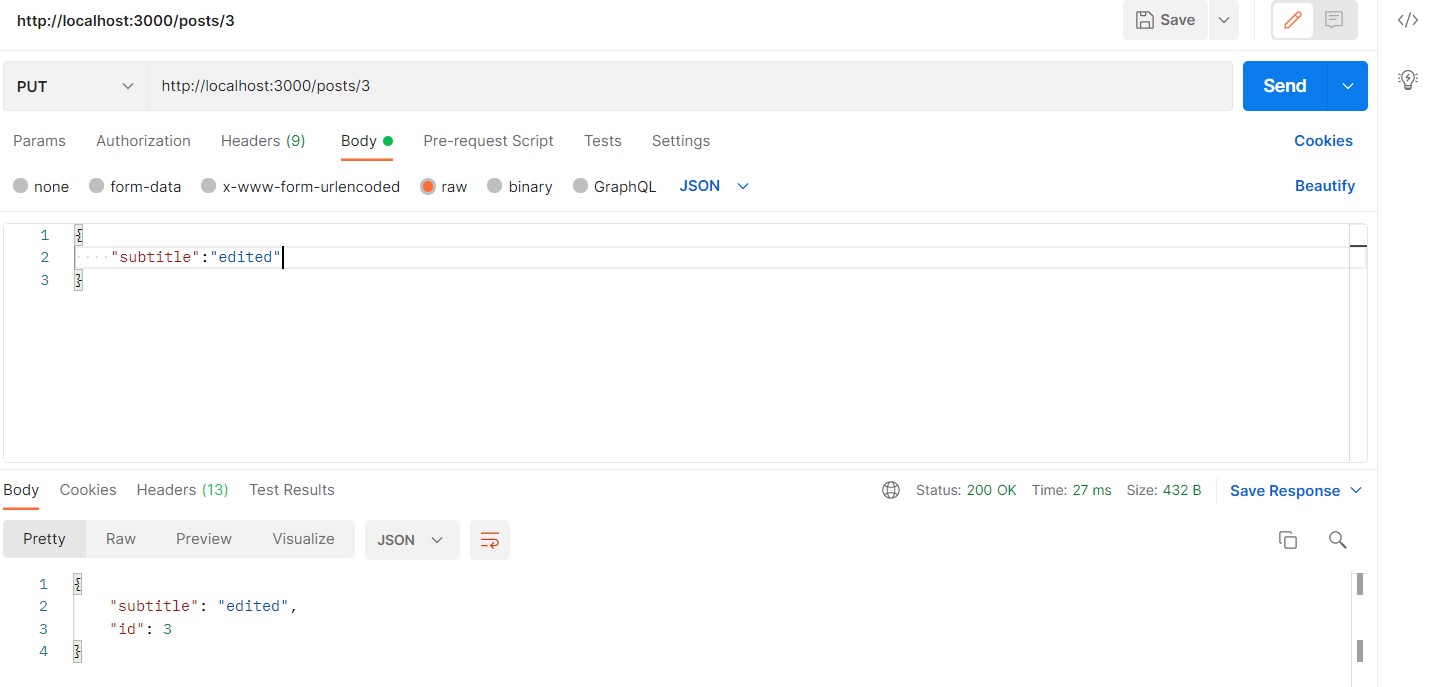 http://localhost:3000/posts/3
Save
PUT
http://localhost:3000/posts/3
Send
Params Authorization Headers (9) Body Pre-request Script Tests Settings Cookies
none form-data x-www-form-urlencoded raw binary GraphQL JSON Beautify
1 {
2 ····"subtitle":"edited"
3 }
Body Cookies Headers (13) Test Results Status: 200 OK Time: 27 ms Size: 432 B Save Response
Pretty Raw Preview Visualize JSON
1 {
2 "subtitle": "edited",
3 "id": 3
4 }